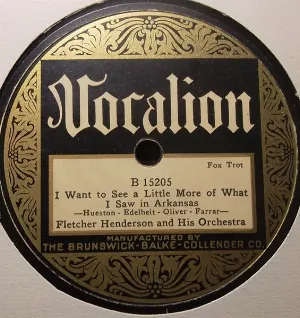 Vocalion
Fox Trot
B 15205
I Want to See a Little More of What
I Saw in Arkansas
—Hueston - Edelheit - Oliver - Farrar—
Fletcher Henderson and His Orchestra
MANUFACTURED BY
THE BRUNSWICK-BALKE-COLLENDER CO.